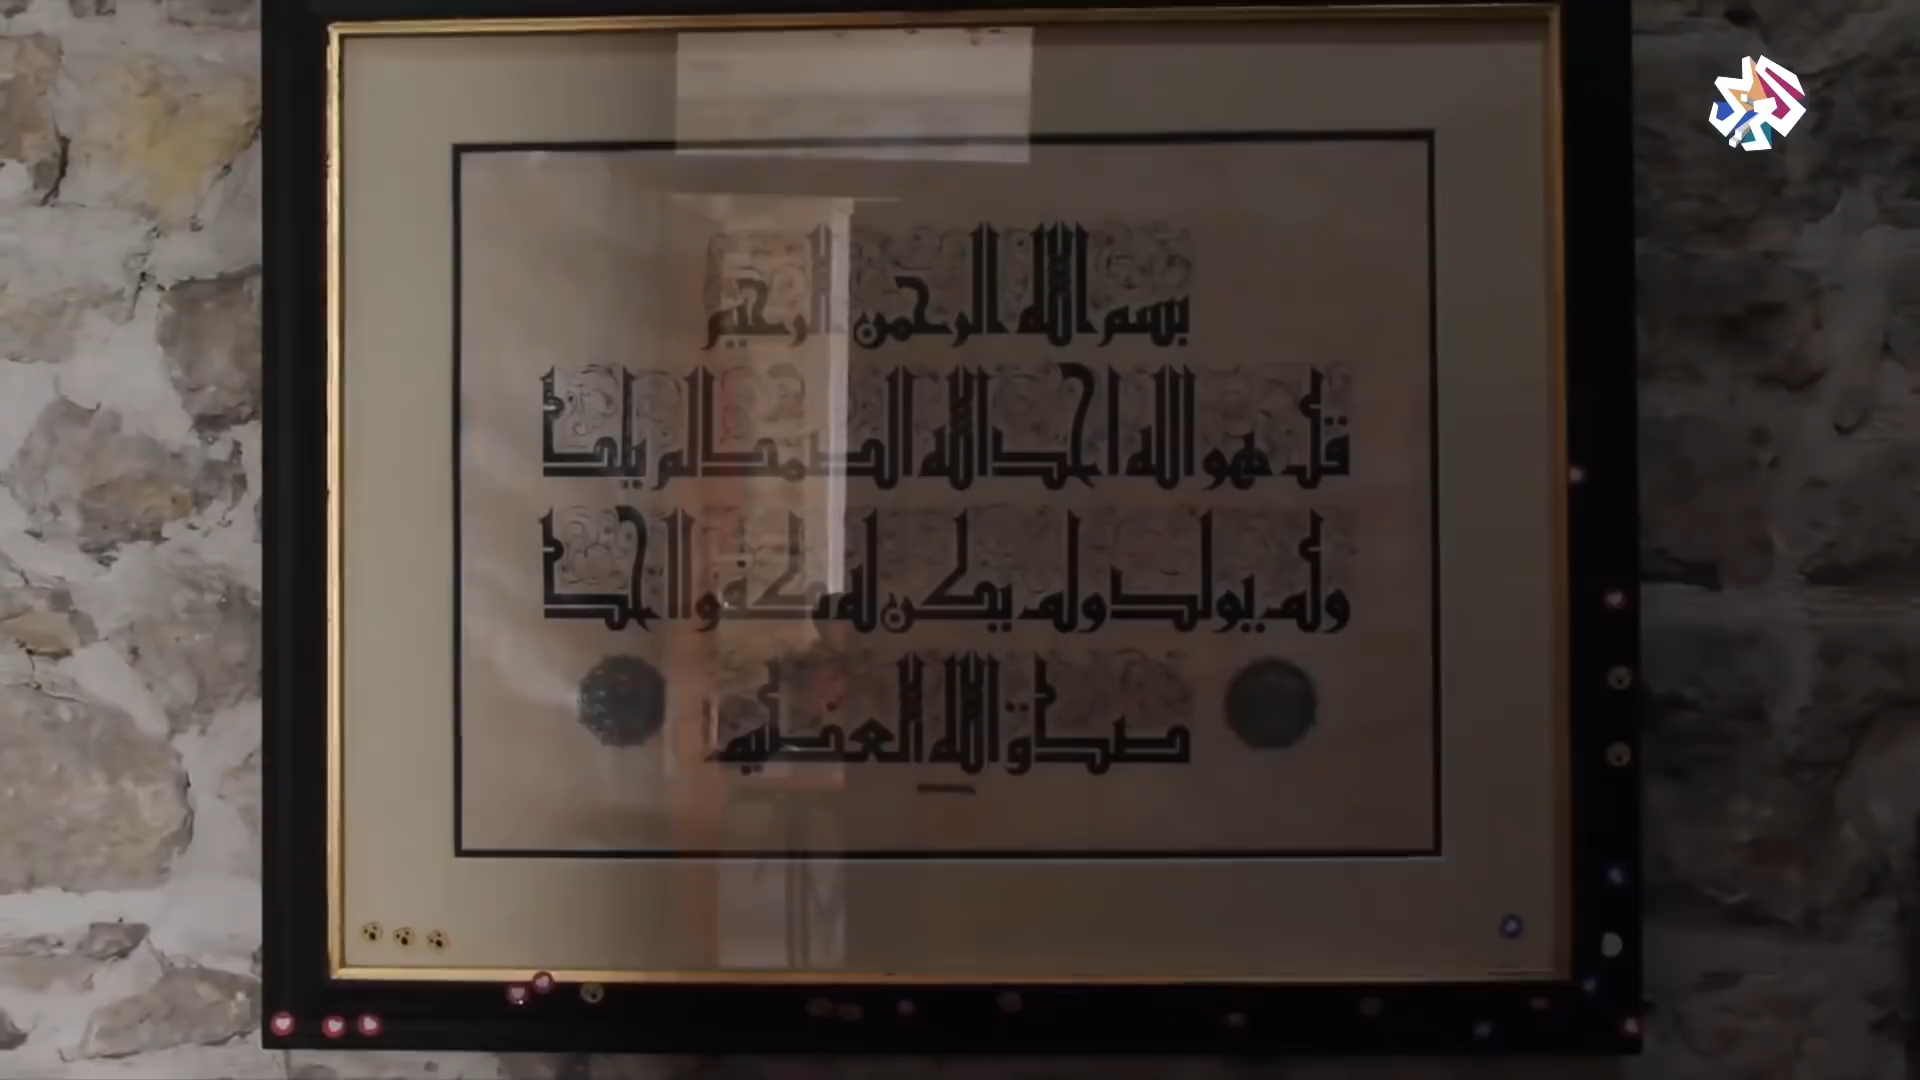 بسم الله الرحمن الرحيم
قل هو الله احد الله الصمد لم يلد
ولم يولد ولم يكن له كفوا احد
صدق الله العظيم